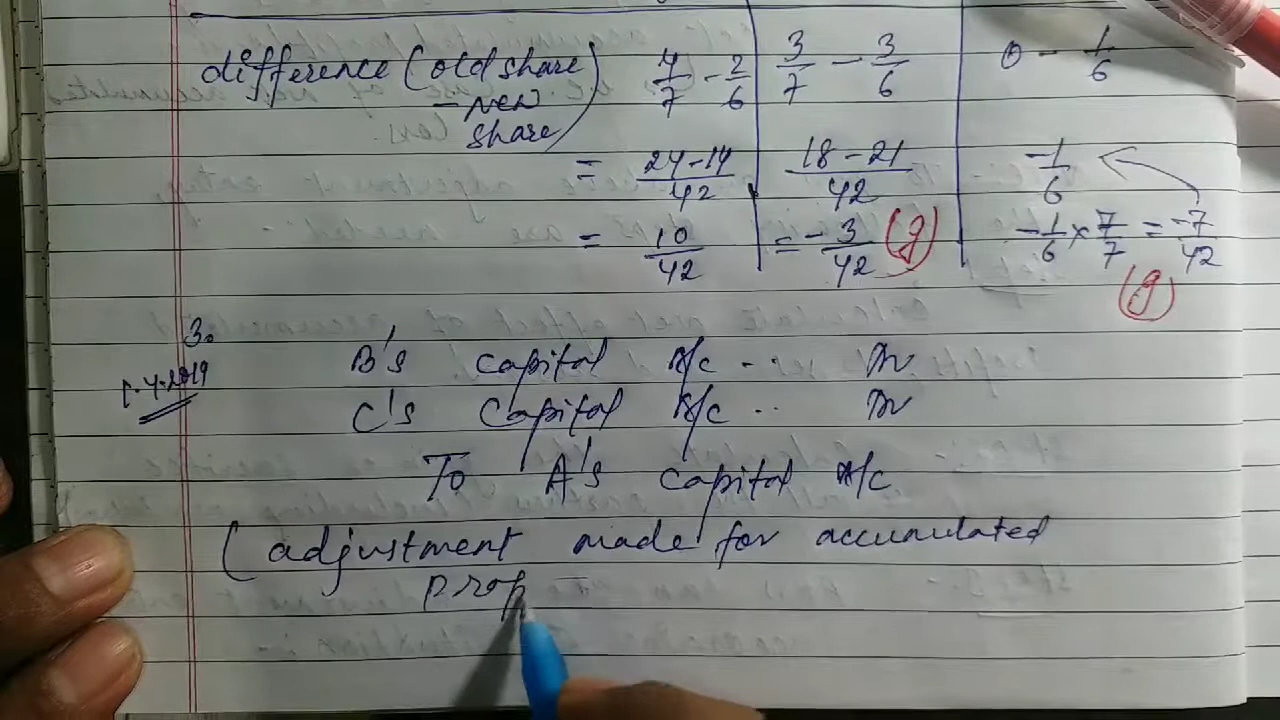 difference (old share 4/7 - 2/6 3/7 - 3/6 0 - 1/6
- new
share)
= 24-14/42 18-21/42 -1/6
= 10/42 = -3/42 (g) -1/6 × 7/7 = -7/42
(g)
3.
1.4.2019
B's capital A/c .. Dr
C's Capital A/c .. Dr
To A's capital A/c
( adjustment made for accumulated
prof